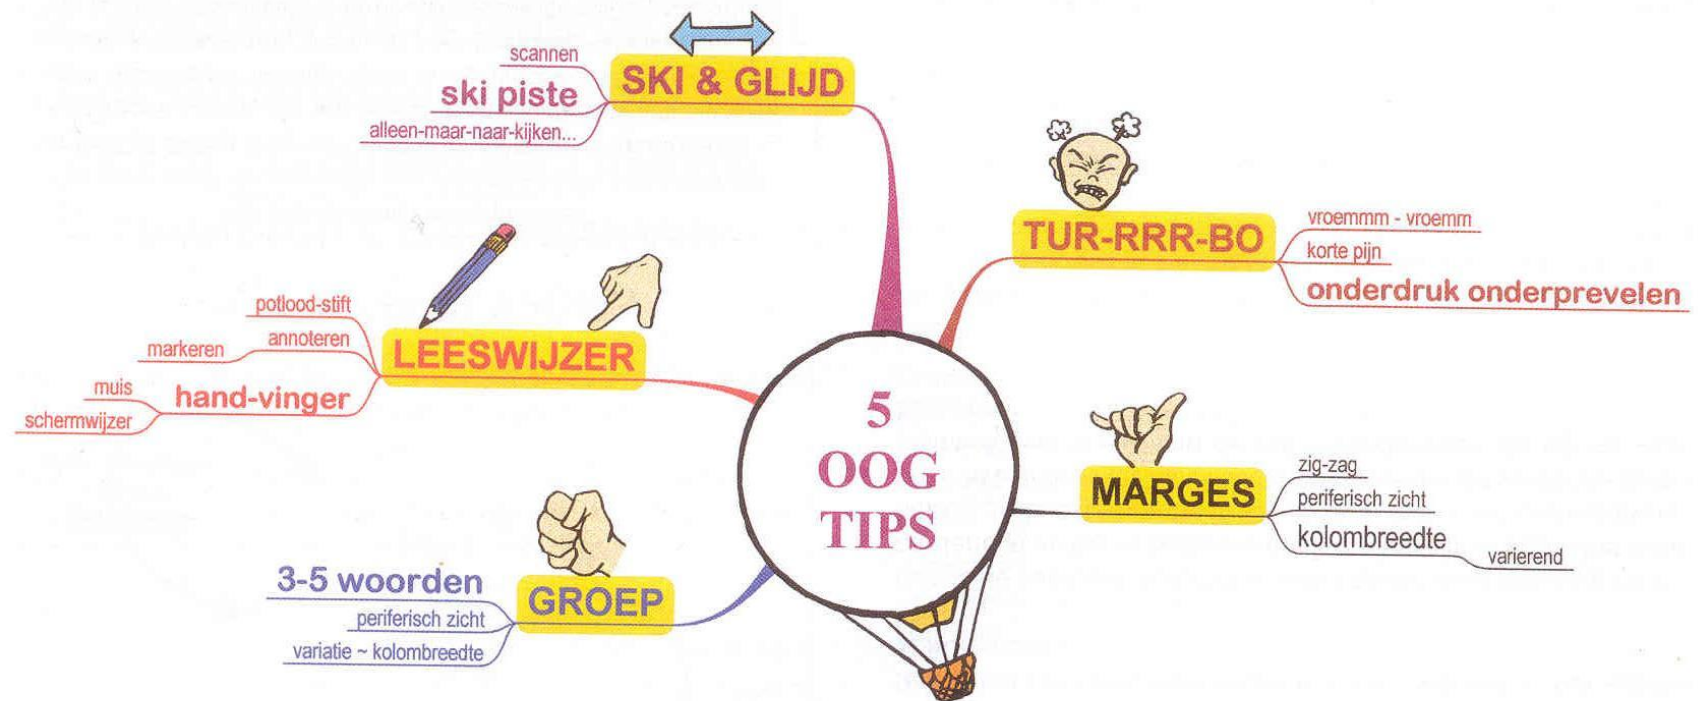 5
OOG
TIPS
TUR-RRR-BO
vroemmm - vroemm
korte pijn
onderdruk onderprevelen
MARGES
zig-zag
periferisch zicht
kolombreedte
varierend
GROEP
3-5 woorden
periferisch zicht
variatie ~ kolombreedte
LEESWIJZER
potlood-stift
annoteren
markeren
hand-vinger
muis
schermwijzer
SKI & GLIJD
scannen
ski piste
alleen-maar-naar-kijken...